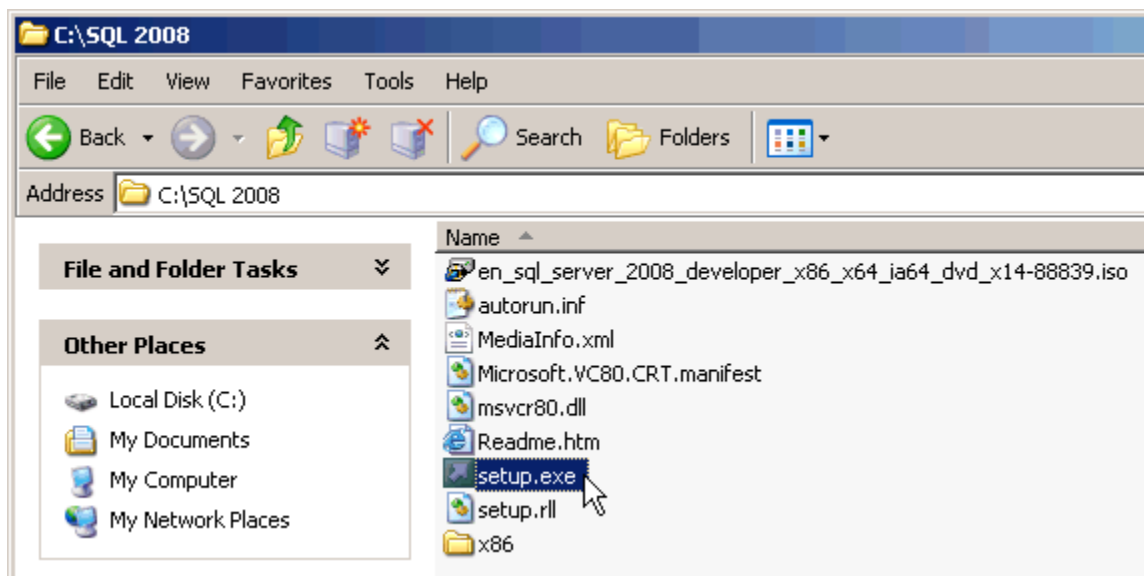 C:\SQL 2008
File Edit View Favorites Tools Help
Back Search Folders
Address C:\SQL 2008
Name
File and Folder Tasks
en_sql_server_2008_developer_x86_x64_ia64_dvd_x14-88839.iso
autorun.inf
Other Places
MediaInfo.xml
Microsoft.VC80.CRT.manifest
Local Disk (C:)
msvcr80.dll
My Documents
Readme.htm
My Computer
setup.exe
My Network Places
setup.rll
x86